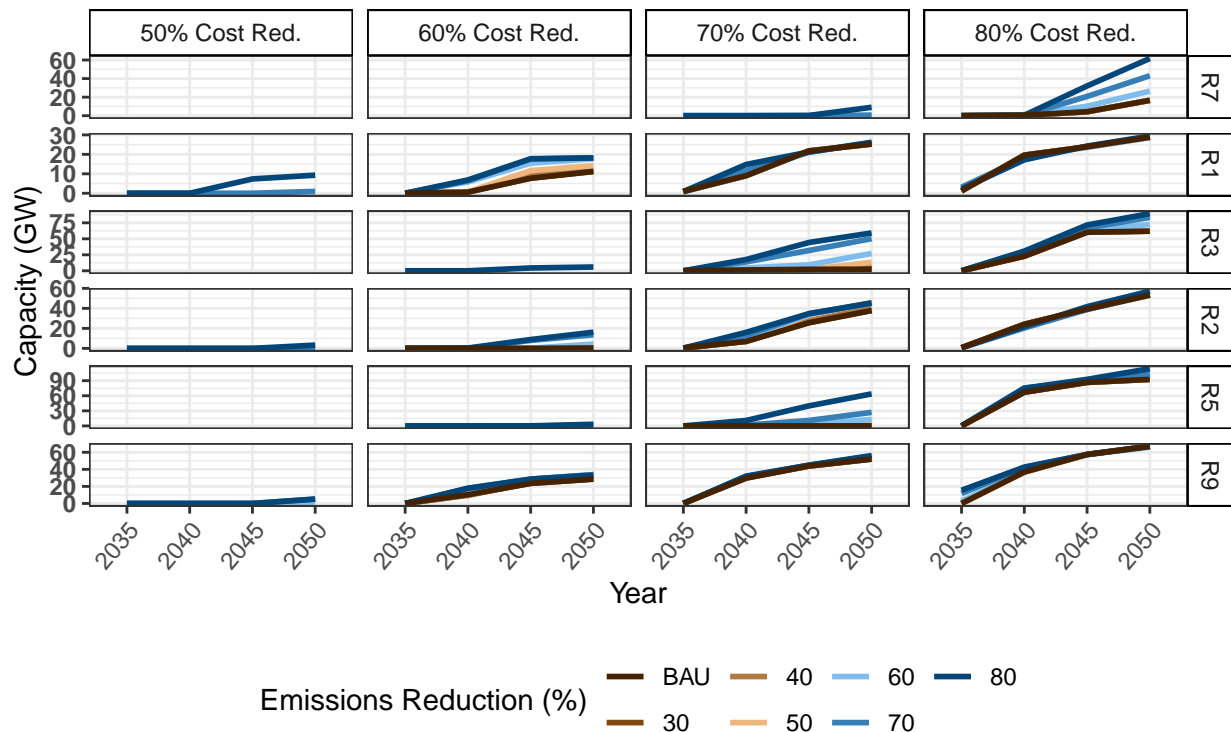 50% Cost Red.
60% Cost Red.
70% Cost Red.
80% Cost Red.
60
40
20
0
R7
30
20
10
0
R1
75
50
25
0
R3
60
40
20
0
R2
90
60
30
0
R5
60
40
20
0
R9
Capacity (GW)
2035 2040 2045 2050
2035 2040 2045 2050
2035 2040 2045 2050
2035 2040 2045 2050
Year
Emissions Reduction (%)
BAU 40 60 80
30 50 70